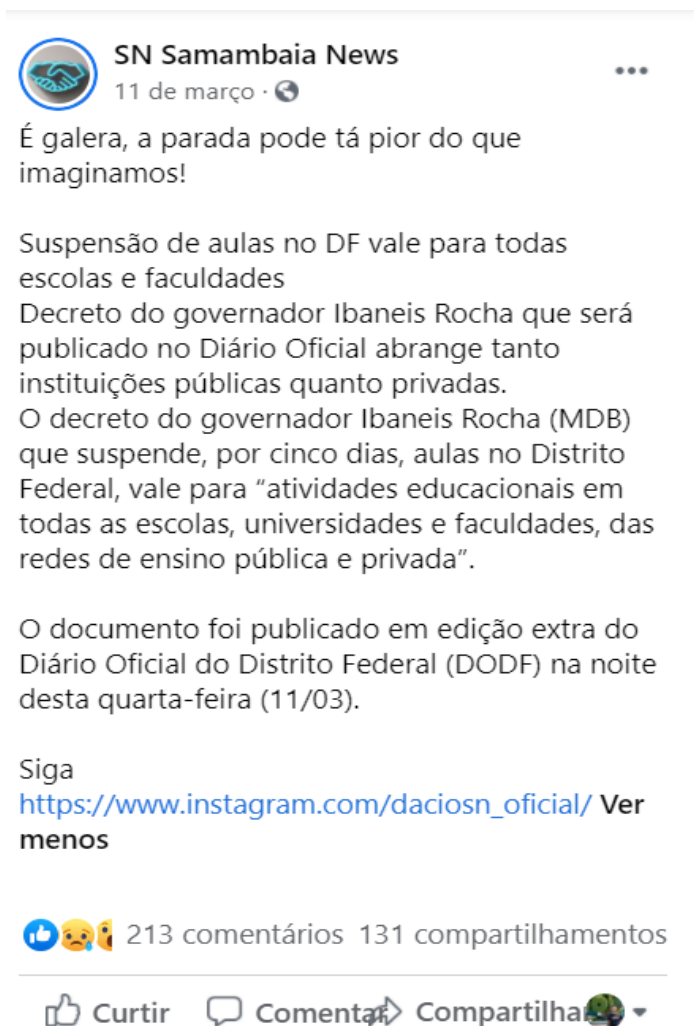 SN Samambaia News
11 de março ·
É galera, a parada pode tá pior do que
imaginamos!
Suspensão de aulas no DF vale para todas
escolas e faculdades
Decreto do governador Ibaneis Rocha que será
publicado no Diário Oficial abrange tanto
instituições públicas quanto privadas.
O decreto do governador Ibaneis Rocha (MDB)
que suspende, por cinco dias, aulas no Distrito
Federal, vale para “atividades educacionais em
todas as escolas, universidades e faculdades, das
redes de ensino pública e privada”.
O documento foi publicado em edição extra do
Diário Oficial do Distrito Federal (DODF) na noite
desta quarta-feira (11/03).
Siga
https://www.instagram.com/daciosn_oficial/ Ver
menos
213 comentários 131 compartilhamentos
Curtir Comentar Compartilhar